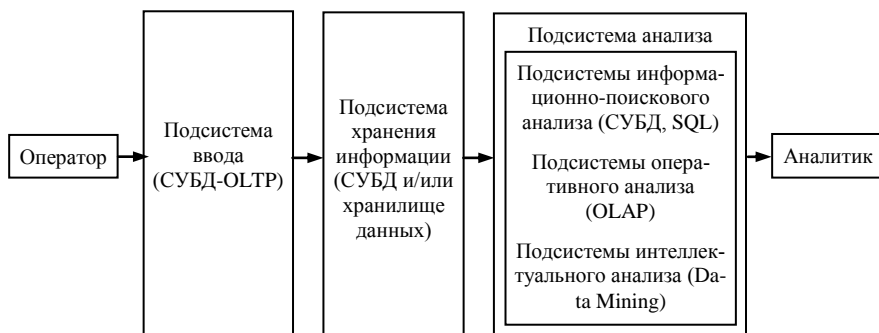 Оператор
Подсистема
ввода
(СУБД-OLTP)
Подсистема
хранения
информации
(СУБД и/или
хранилище
данных)
Подсистема анализа
Подсистемы информа-
ционно-поискового
анализа (СУБД, SQL)
Подсистемы опера-
тивного анализа
(OLAP)
Подсистемы интеллек-
туального анализа (Da-
ta Mining)
Аналитик